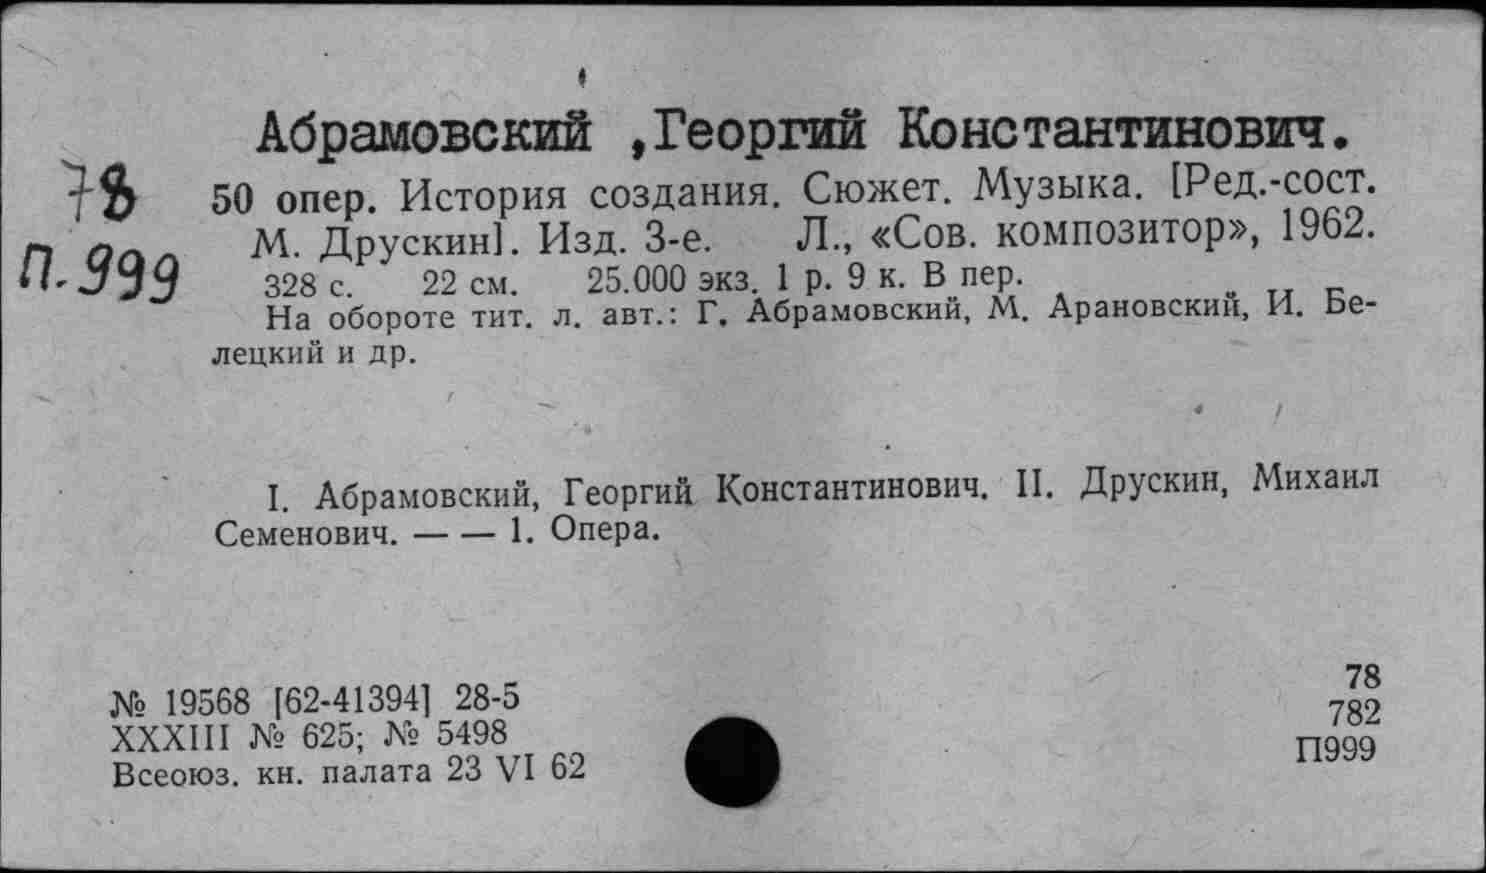 Абрамовский ,Георгий Константинович.
78
П.999
50 опер. История создания. Сюжет. Музыка. [Ред.-сост.
М. Друскин]. Изд. 3-е. Л., «Сов. композитор», 1962.
328 с. 22 см. 25.000 экз. 1 р. 9 к. В пер.
На обороте тит. л. авт.: Г. Абрамовский, М. Арановский, И. Бе-
лецкий и др.
I. Абрамовский, Георгий Константинович. II. Друскин, Михаил
Семенович. — — 1. Опера.
№ 19568 [62-41394] 28-5
XXXIII № 625; № 5498
Всеоюз. кн. палата 23 VI 62
78
782
П999